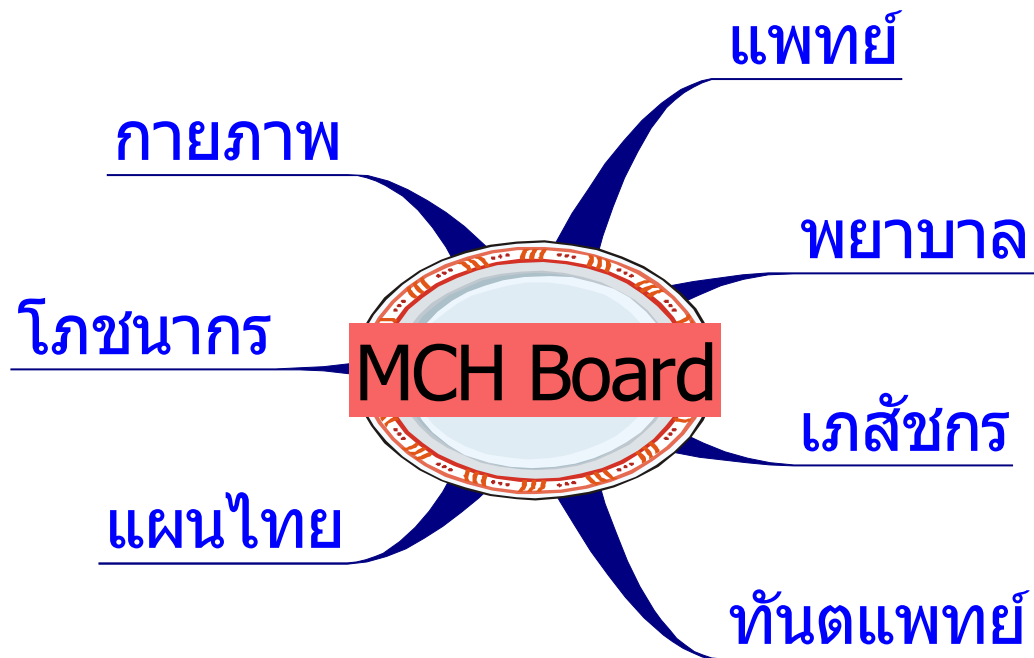 แพทย์
กายภาพ
พยาบาล
โภชนากร
MCH Board
เภสัชกร
แผนไทย
ทันตแพทย์